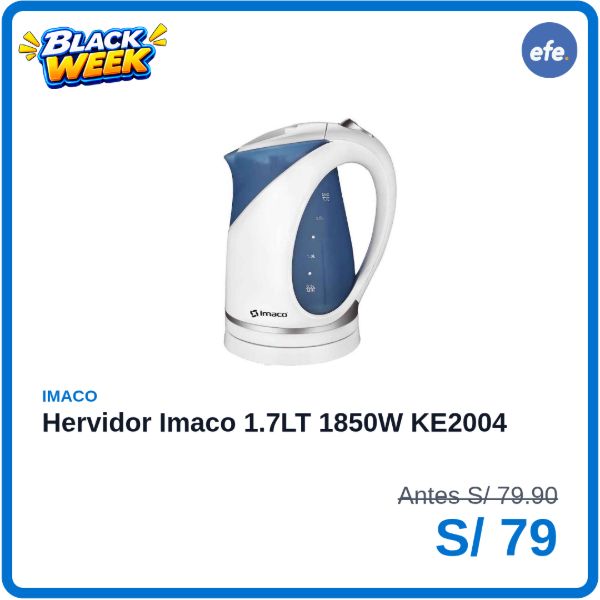 BLACK
WEEK
efe.
imaco
IMACO
Hervidor Imaco 1.7LT 1850W KE2004
Antes S/ 79.90
S/ 79